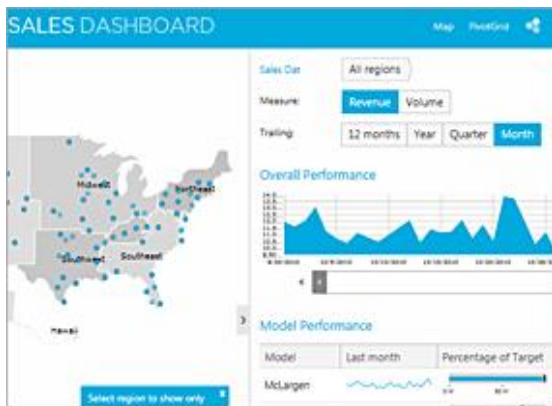 SALES DASHBOARD
Map PivotGrid
Sales Dat All regions
Measure: Revenue Volume
Trailing: 12 months Year Quarter Month
Midwest
Northeast
Southwest Southeast
Hawaii
Overall Performance
Model Performance
Model Last month Percentage of Target
McLargen
Select region to show only